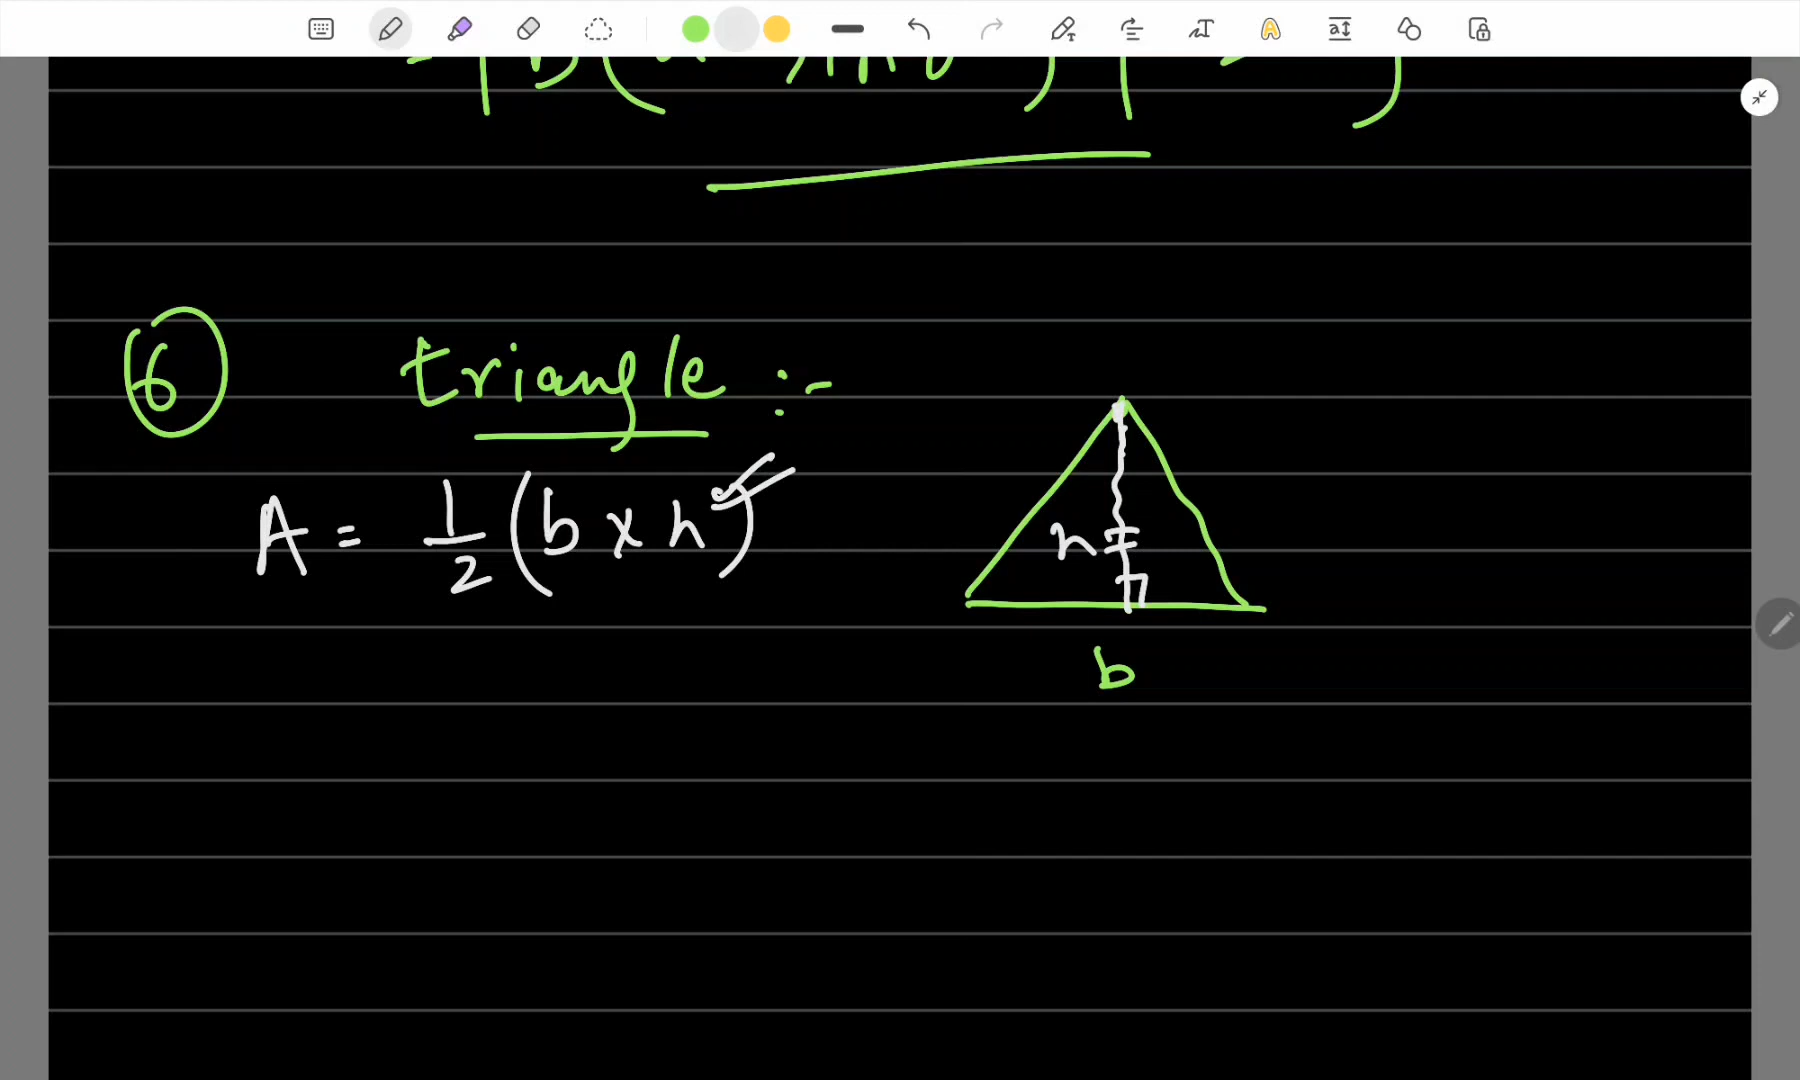 6 triangle :-
A = 1/2 (b x h)
h
b